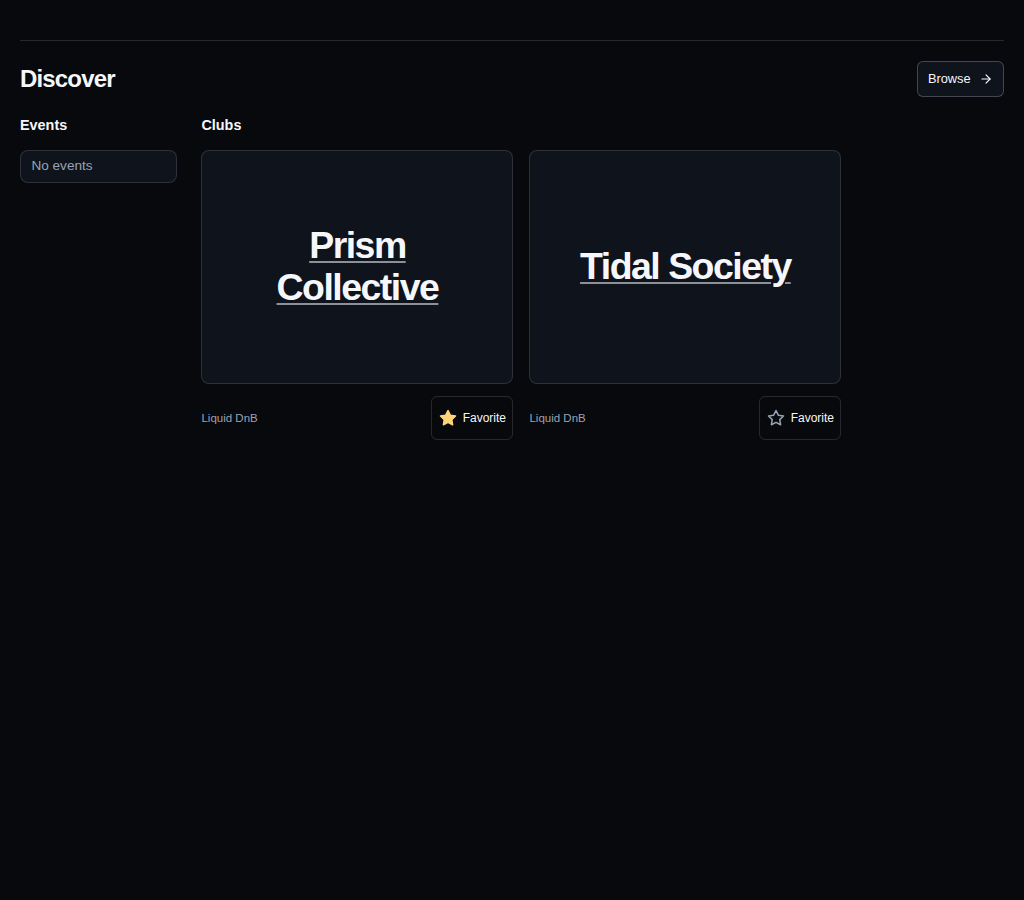 Discover
Browse
Events
Clubs
No events
Prism
Collective
Tidal Society
Liquid DnB
Favorite
Liquid DnB
Favorite